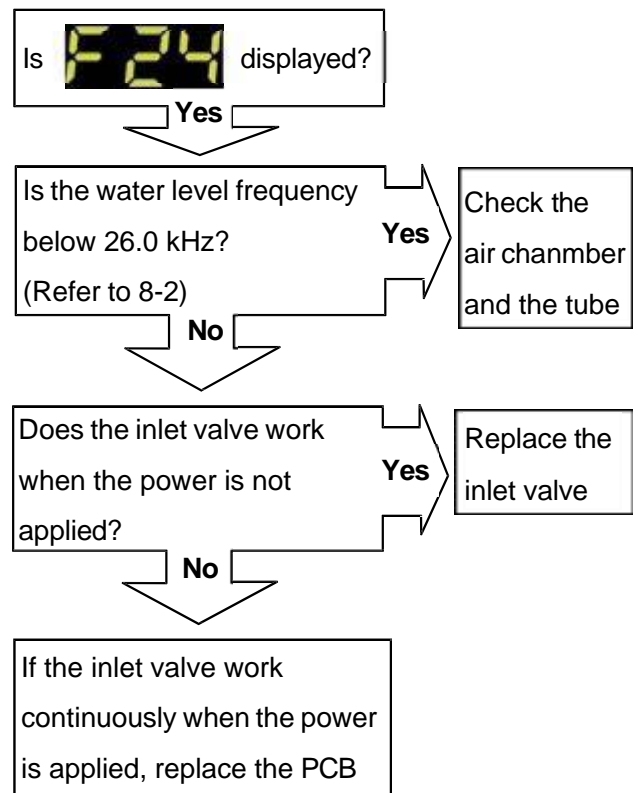 Is F24 displayed?
Yes
Is the water level frequency
below 26.0 kHz?
(Refer to 8-2)
Yes
Check the
air chanmber
and the tube
No
Does the inlet valve work
when the power is not
applied?
Yes
Replace the
inlet valve
No
If the inlet valve work
continuously when the power
is applied, replace the PCB